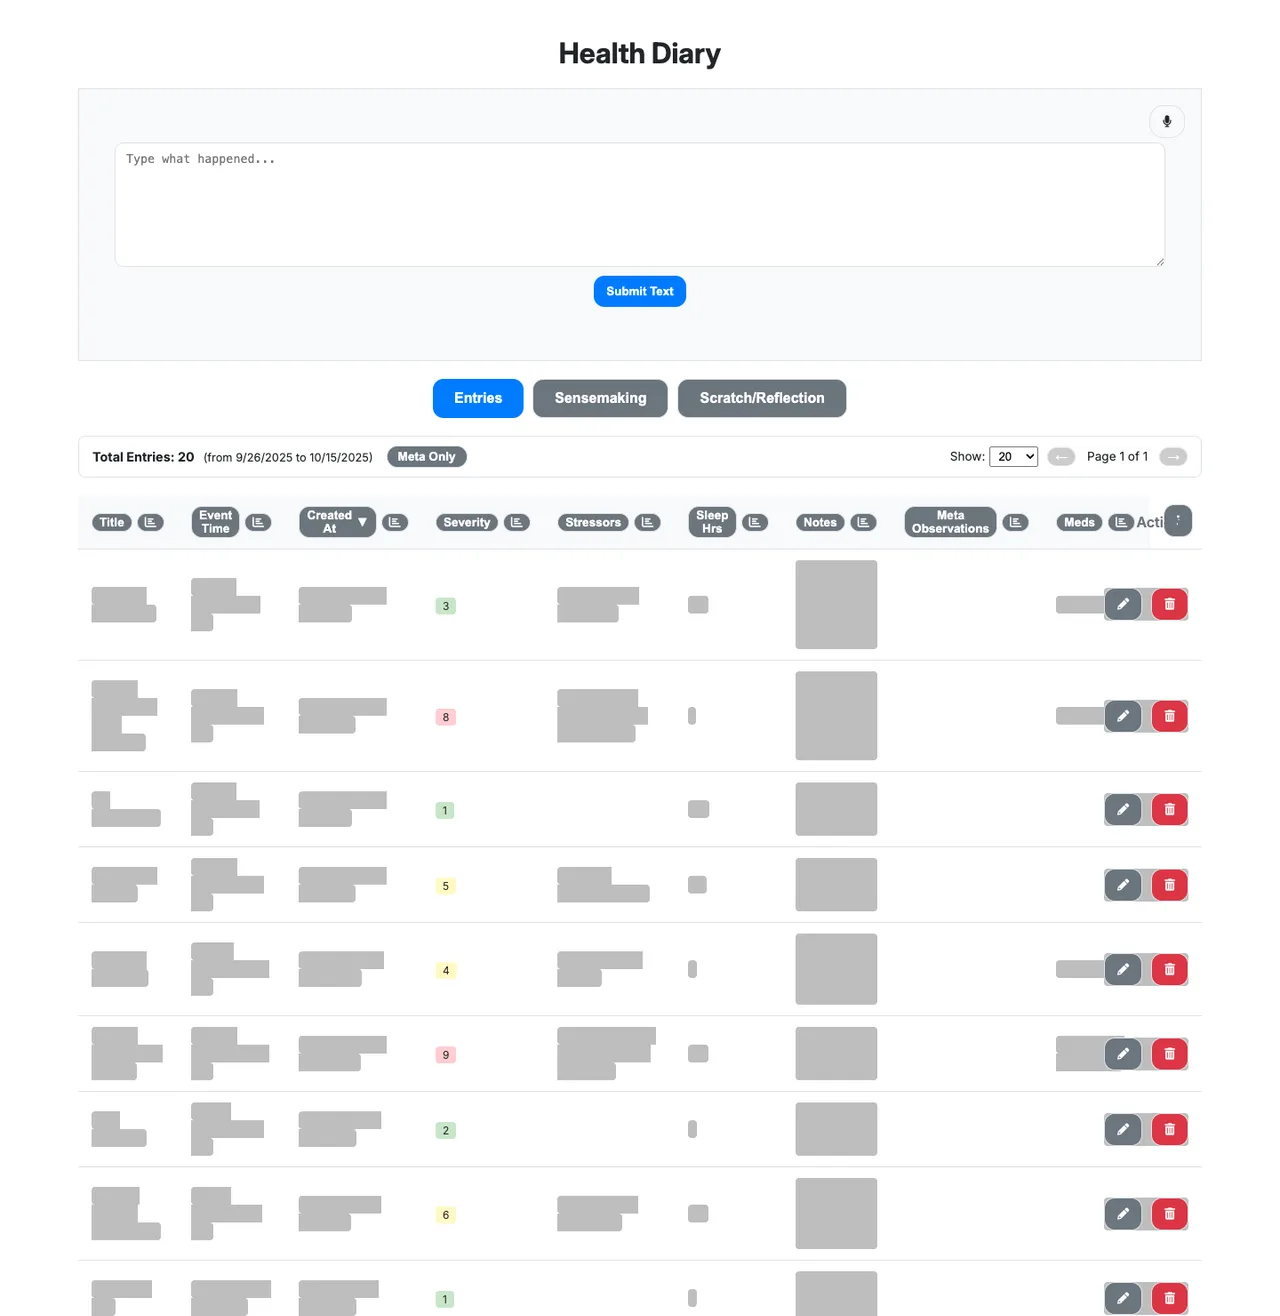 Health Diary
Type what happened...
Submit Text
Entries Sensemaking Scratch/Reflection
Total Entries: 20 (from 9/26/2025 to 10/15/2025) Meta Only Show: 20 ← Page 1 of 1 →
Title Event Time Created At ▼ Severity Stressors Sleep Hrs Notes Meta Observations Meds Acti
3
8
1
5
4
9
2
6
1